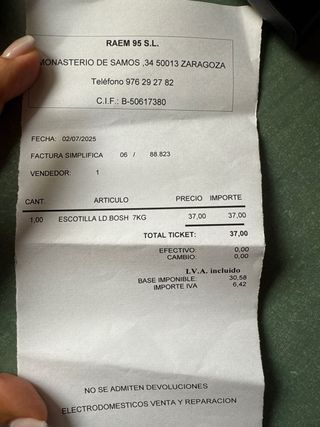 RAEM 95 S.L.
MONASTERIO DE SAMOS ,34 50013 ZARAGOZA
Teléfono 976 29 27 82
C.I.F.: B-50617380
FECHA: 02/07/2025
FACTURA SIMPLIFICA 06 / 88.823
VENDEDOR: 1
CANT. ARTICULO PRECIO IMPORTE
1,00 ESCOTILLA LD.BOSH 7KG 37,00 37,00
TOTAL TICKET: 37,00
EFECTIVO: 0,00
CAMBIO: 0,00
I.V.A. incluido
BASE IMPONIBLE: 30,58
IMPORTE IVA 6,42
NO SE ADMITEN DEVOLUCIONES
ELECTRODOMESTICOS VENTA Y REPARACION